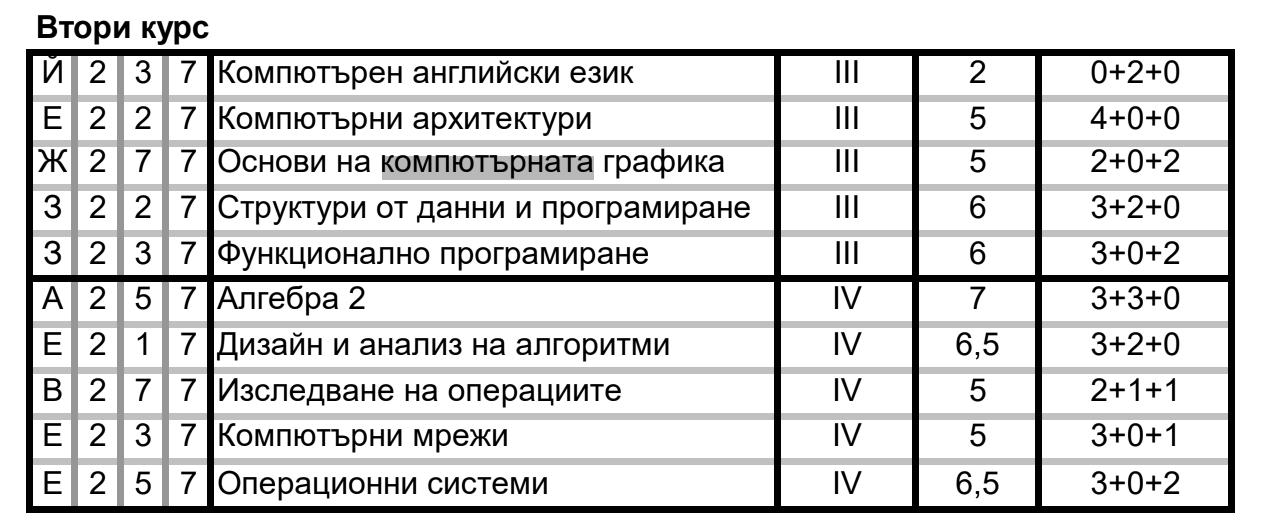 Втори курс
Й 2 3 7 Компютърен английски език III 2 0+2+0
Е 2 2 7 Компютърни архитектури III 5 4+0+0
Ж 2 7 7 Основи на компютърната графика III 5 2+0+2
З 2 2 7 Структури от данни и програмиране III 6 3+2+0
З 2 3 7 Функционално програмиране III 6 3+0+2
А 2 5 7 Алгебра 2 IV 7 3+3+0
Е 2 1 7 Дизайн и анализ на алгоритми IV 6,5 3+2+0
В 2 7 7 Изследване на операциите IV 5 2+1+1
Е 2 3 7 Компютърни мрежи IV 5 3+0+1
Е 2 5 7 Операционни системи IV 6,5 3+0+2